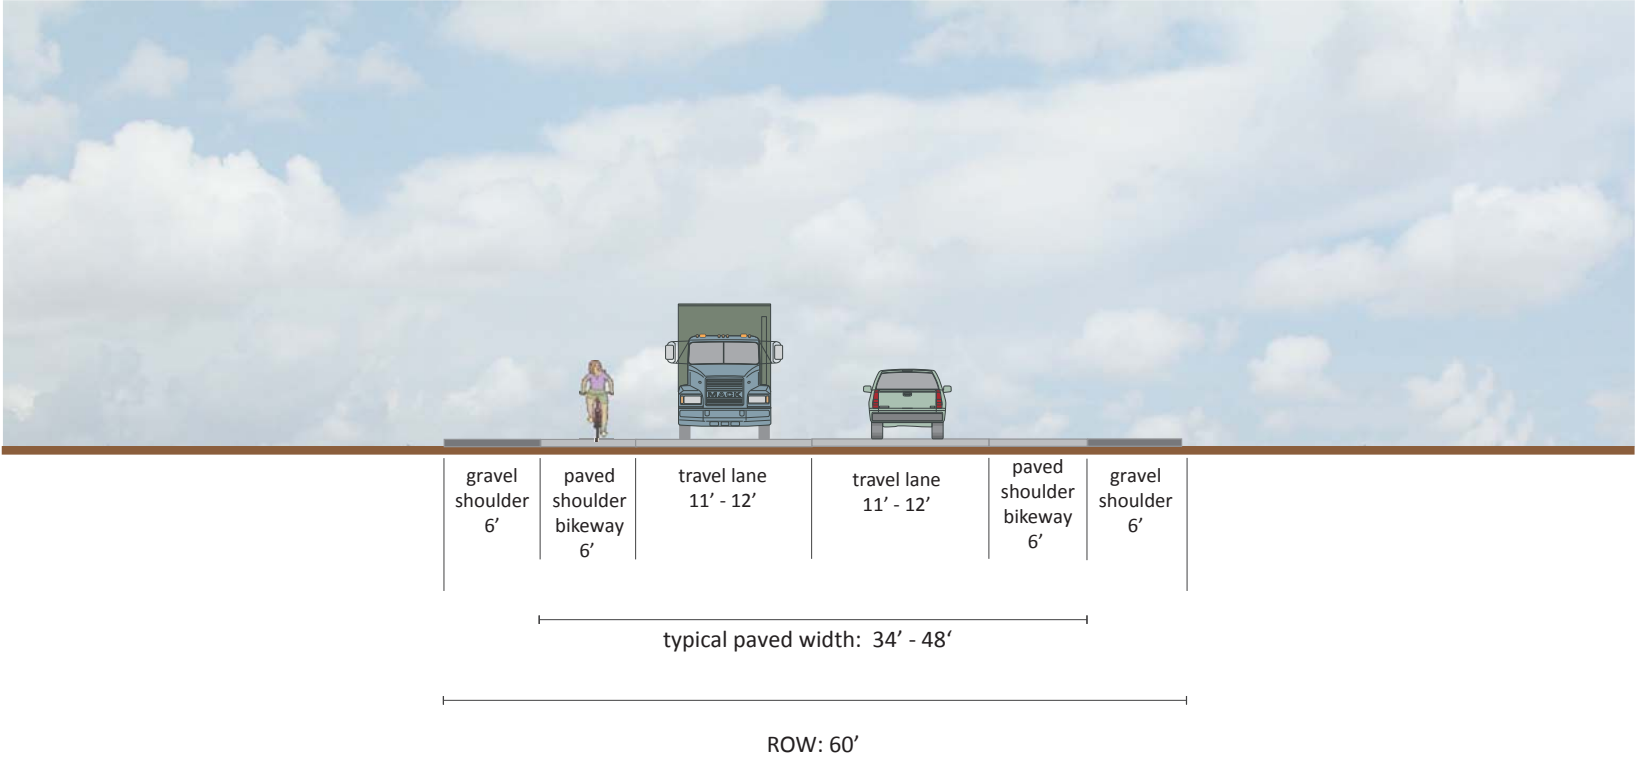 MACK
gravel
shoulder
6’
paved
shoulder
bikeway
6’
travel lane
11’ - 12’
travel lane
11’ - 12’
paved
shoulder
bikeway
6’
gravel
shoulder
6’
typical paved width:  34’ - 48‘
ROW: 60’